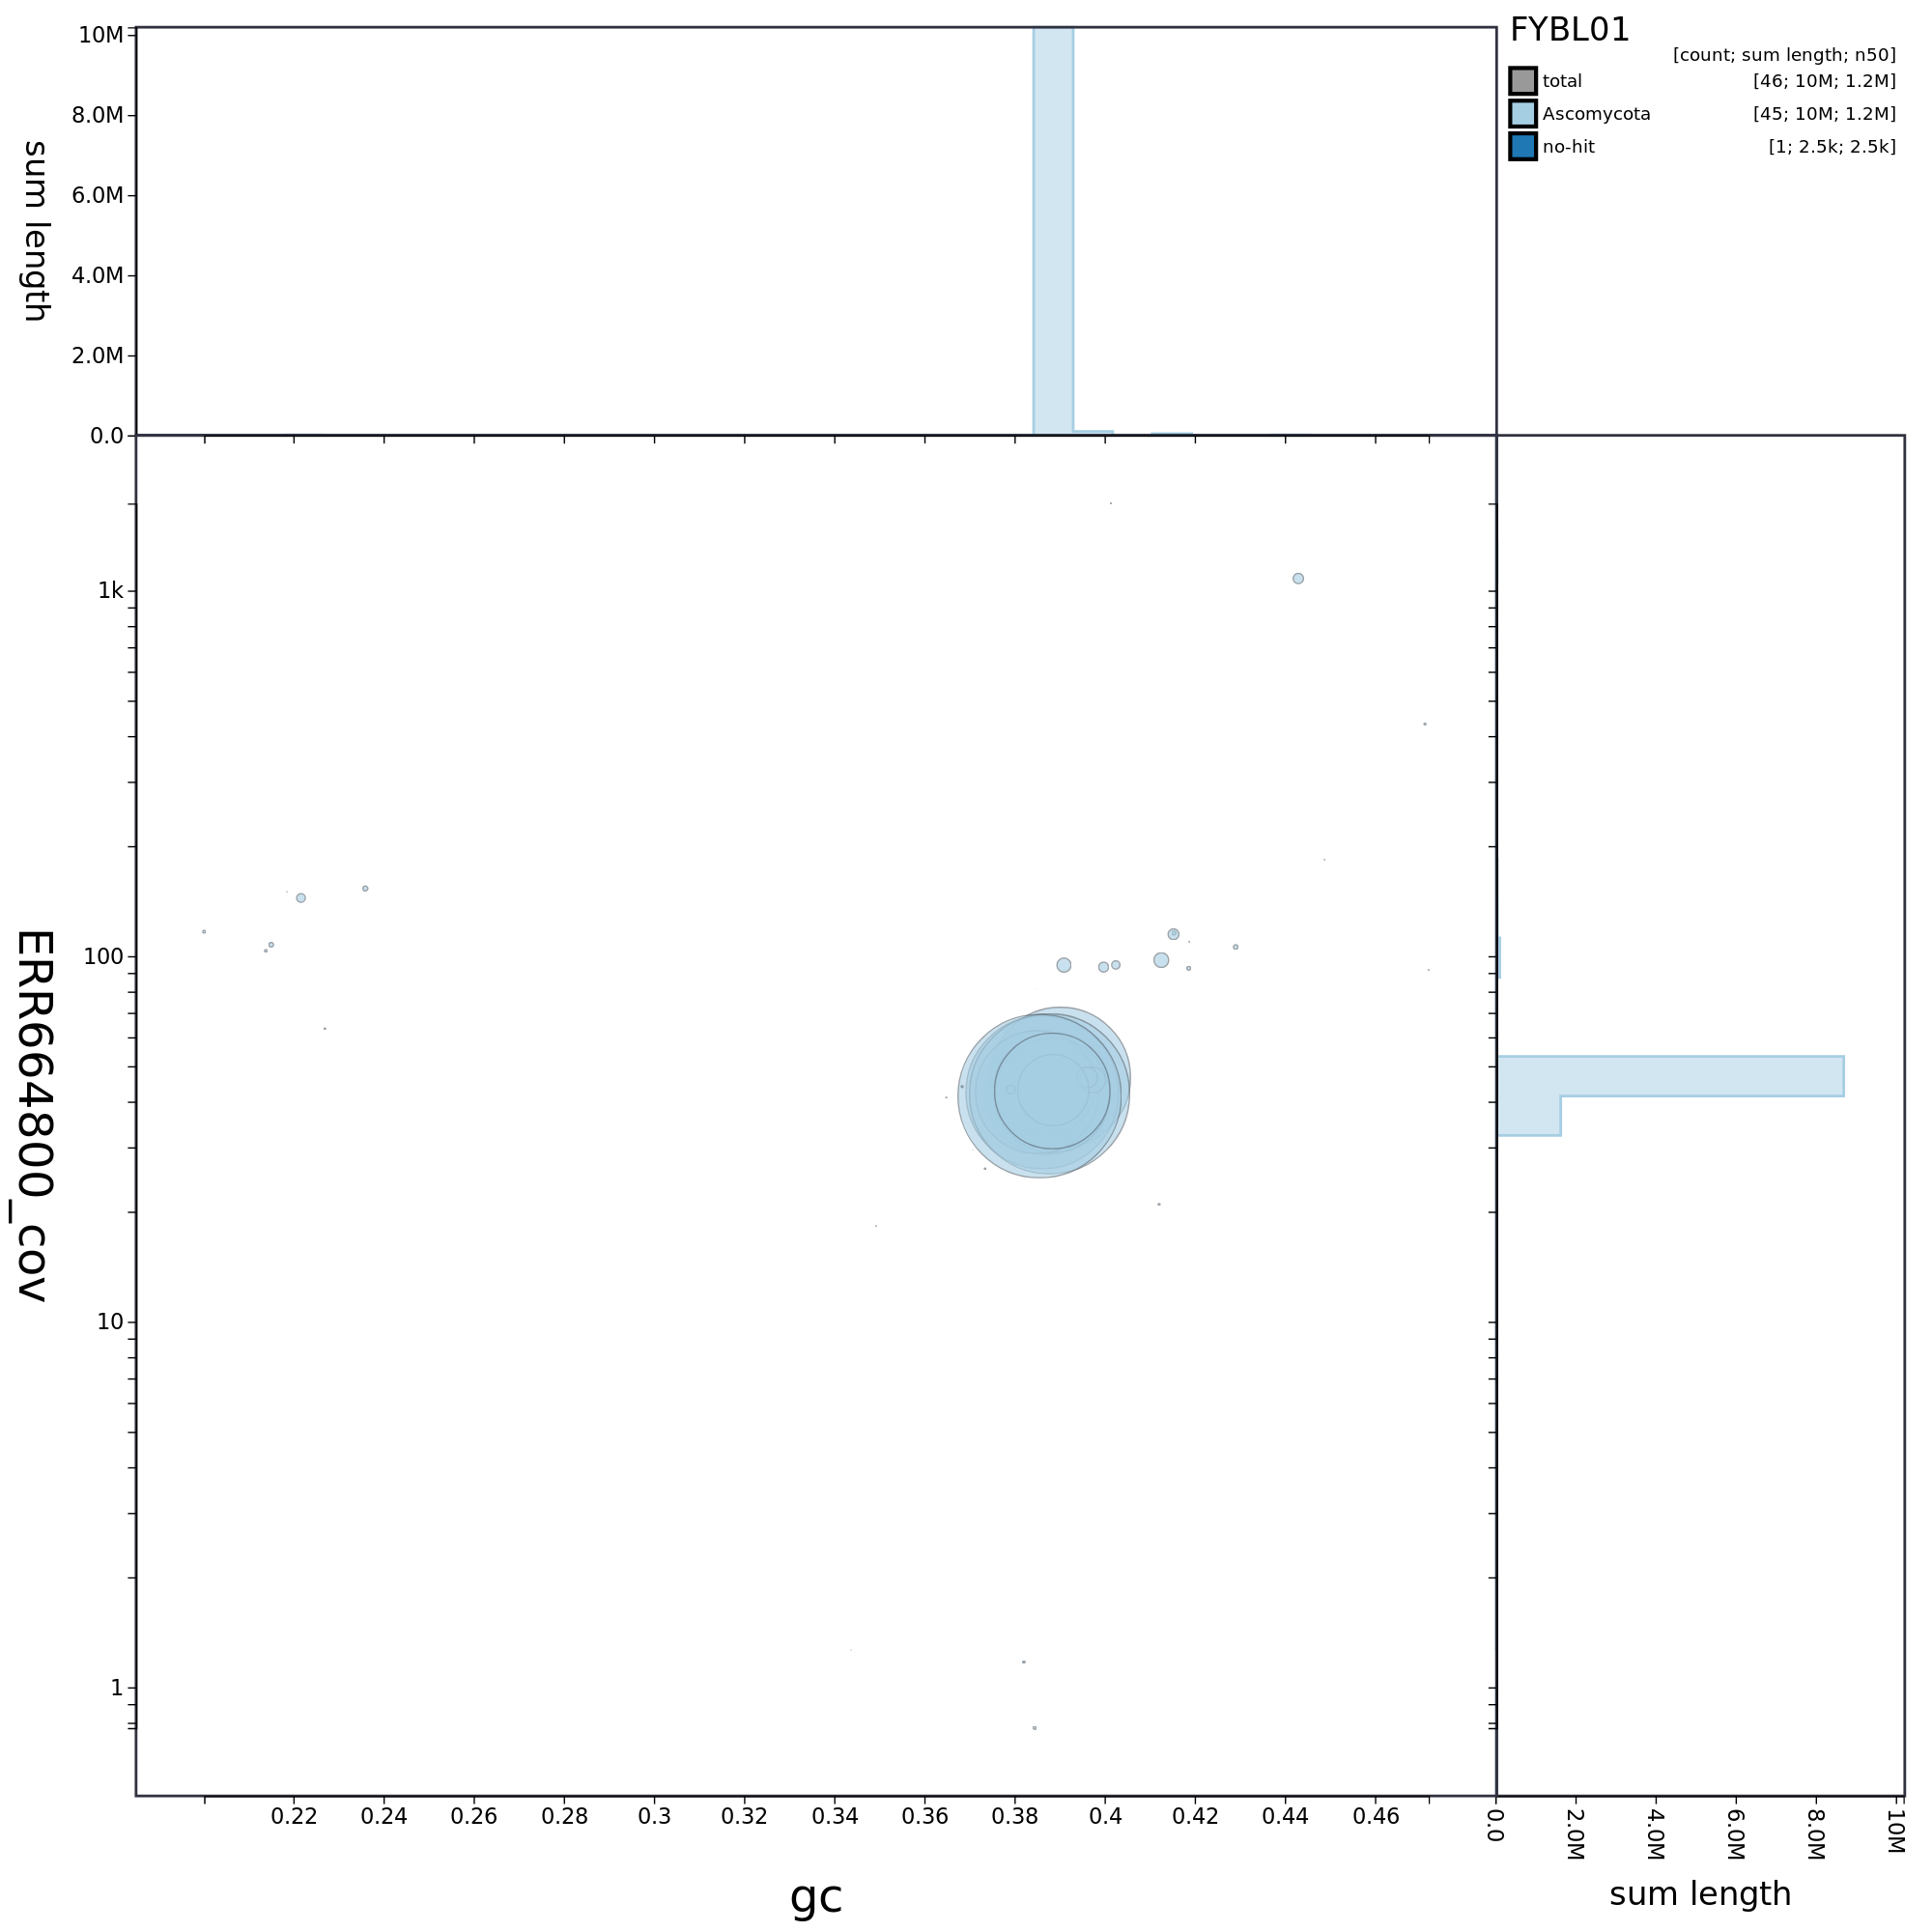 FYBL01
[count; sum length; n50]
total [46; 10M; 1.2M]
Ascomycota [45; 10M; 1.2M]
no-hit [1; 2.5k; 2.5k]
sum length
10M
8.0M
6.0M
4.0M
2.0M
0.0
ERR664800_cov
1k
100
10
1
0.22 0.24 0.26 0.28 0.3 0.32 0.34 0.36 0.38 0.4 0.42 0.44 0.46
gc
0.0 2.0M 4.0M 6.0M 8.0M 10M
sum length